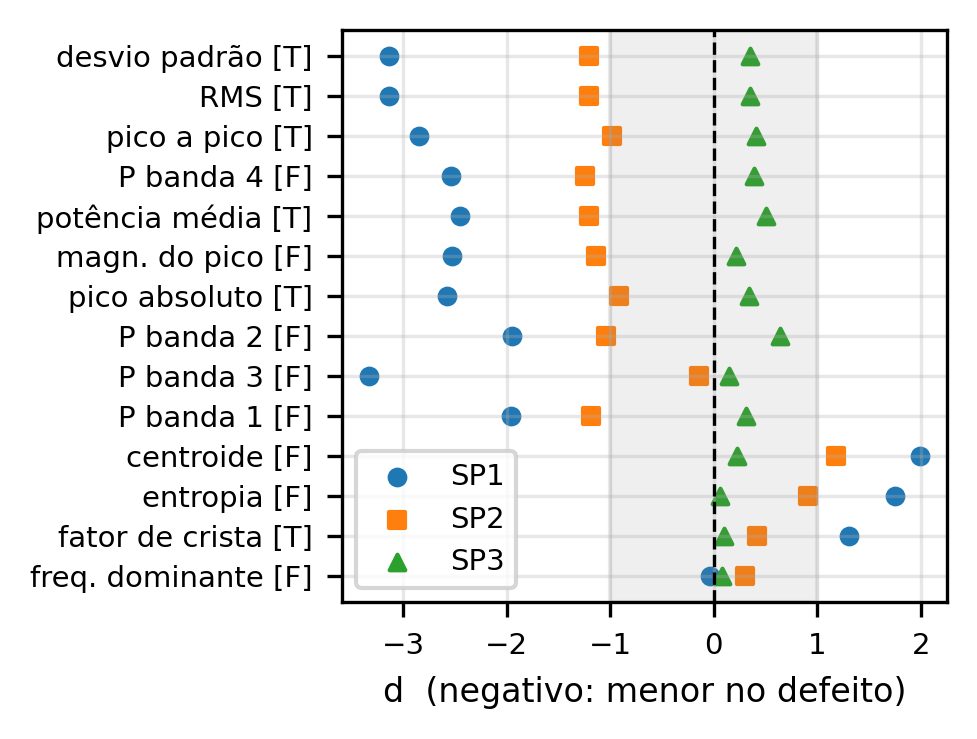 desvio padrão [T]
RMS [T]
pico a pico [T]
P banda 4 [F]
potência média [T]
magn. do pico [F]
pico absoluto [T]
P banda 2 [F]
P banda 3 [F]
P banda 1 [F]
centroide [F]
entropia [F]
fator de crista [T]
freq. dominante [F]
SP1
SP2
SP3
−3 −2 −1 0 1 2
d (negativo: menor no defeito)